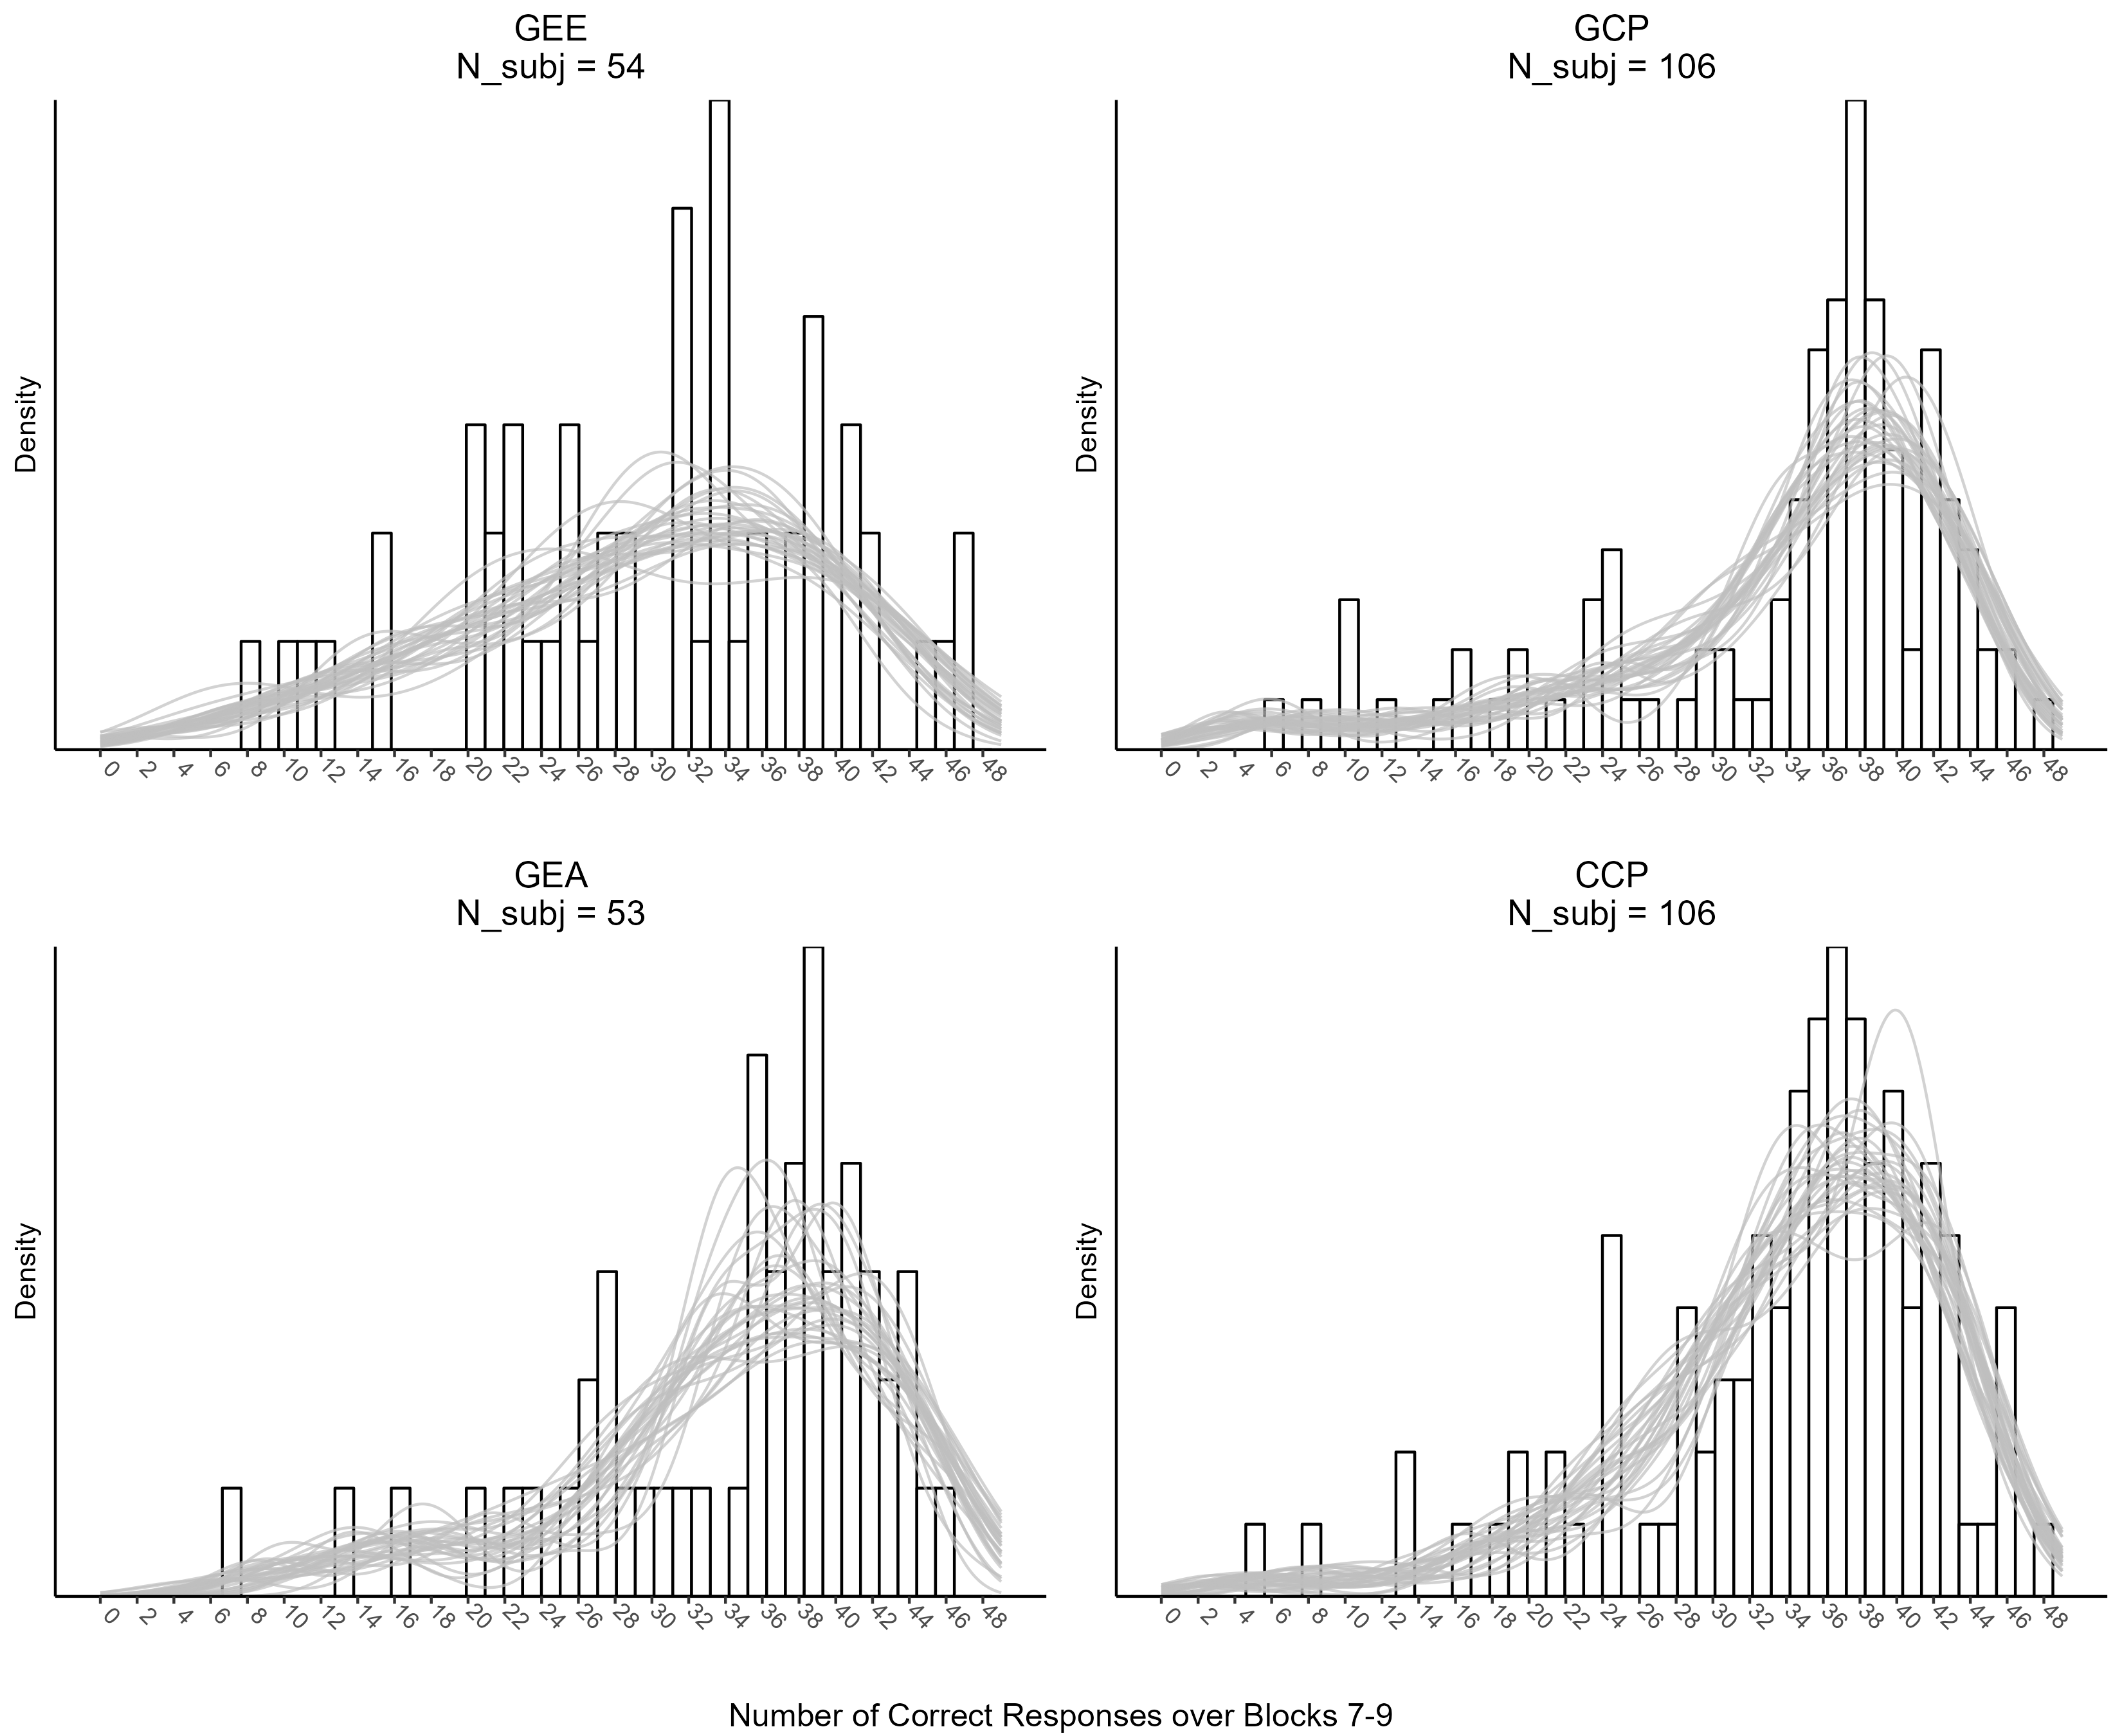 GEE
N_subj = 54
Density
0 2 4 6 8 10 12 14 16 18 20 22 24 26 28 30 32 34 36 38 40 42 44 46 48
GCP
N_subj = 106
Density
0 2 4 6 8 10 12 14 16 18 20 22 24 26 28 30 32 34 36 38 40 42 44 46 48
GEA
N_subj = 53
Density
0 2 4 6 8 10 12 14 16 18 20 22 24 26 28 30 32 34 36 38 40 42 44 46 48
CCP
N_subj = 106
Density
0 2 4 6 8 10 12 14 16 18 20 22 24 26 28 30 32 34 36 38 40 42 44 46 48
Number of Correct Responses over Blocks 7-9